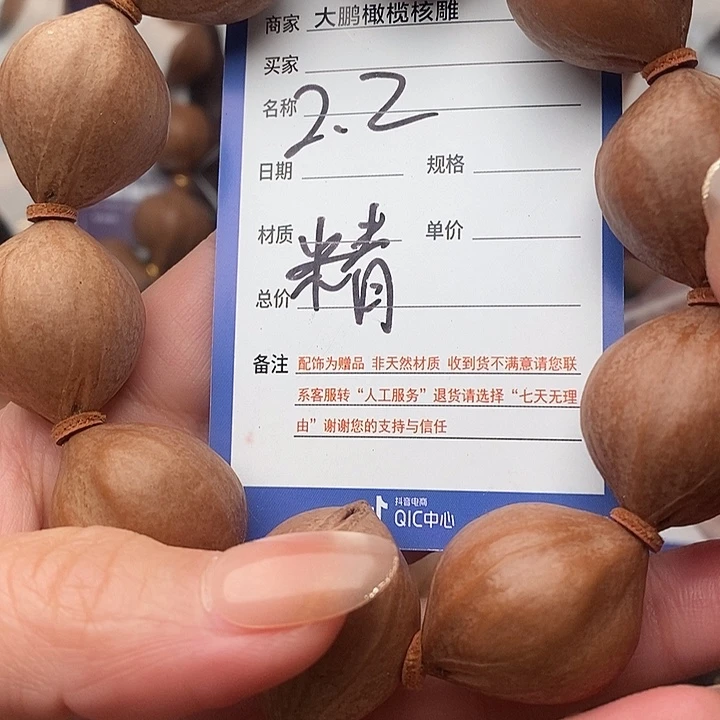 商家 大鹏橄榄核雕
买家
名称 2.2
日期 规格
材质 精 单价
总价
备注 配饰为赠品 非天然材质 收到货不满意请您联
系客服转“人工服务”退货请选择“七天无理
由”谢谢您的支持与信任
抖音电商
QIC中心